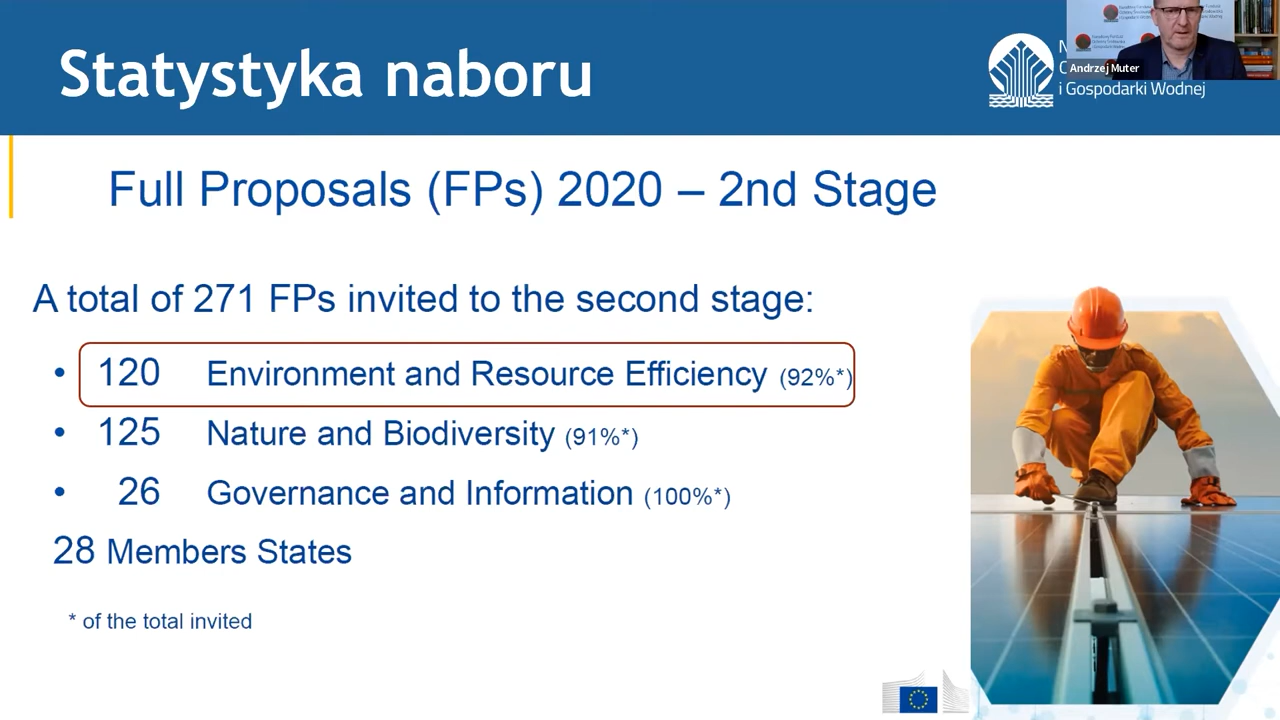 Statystyka naboru
Andrzej Muter
i Gospodarki Wodnej
Full Proposals (FPs) 2020 – 2nd Stage
A total of 271 FPs invited to the second stage:
• 120 Environment and Resource Efficiency (92%*)
• 125 Nature and Biodiversity (91%*)
• 26 Governance and Information (100%*)
28 Members States
* of the total invited